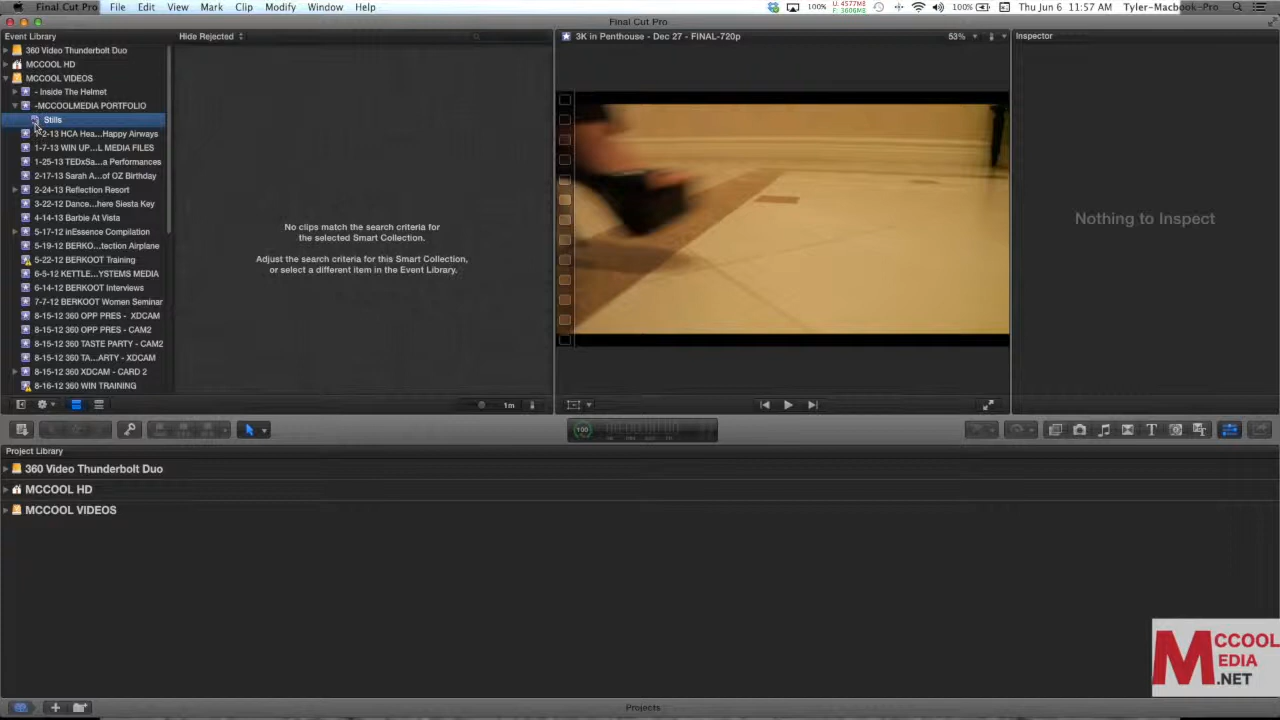 Final Cut Pro File Edit View Mark Clip Modify Window Help 100% U: 4577MB F: 3606MB 100% Thu Jun 6 11:57 AM Tyler-Macbook-Pro
Final Cut Pro
Event Library Hide Rejected 3K in Penthouse - Dec 27 - FINAL-720p 53% Inspector
360 Video Thunderbolt Duo
MCCOOL HD
MCCOOL VIDEOS
- Inside The Helmet
-MCCOOLMEDIA PORTFOLIO
Stills
1-2-13 HCA Hea...Happy Airways
1-7-13 WIN UP...L MEDIA FILES
1-25-13 TEDxSa...a Performances
2-17-13 Sarah A...of OZ Birthday
2-24-13 Reflection Resort
3-22-12 Dance...here Siesta Key
4-14-13 Barbie At Vista
5-17-12 inEssence Compilation
5-19-12 BERKO...tection Airplane
5-22-12 BERKOOT Training
6-5-12 KETTLE...YSTEMS MEDIA
6-14-12 BERKOOT Interviews
7-7-12 BERKOOT Women Seminar
8-15-12 360 OPP PRES - XDCAM
8-15-12 360 OPP PRES - CAM2
8-15-12 360 TASTE PARTY - CAM2
8-15-12 360 TA...ARTY - XDCAM
8-15-12 360 XDCAM - CARD 2
8-16-12 360 WIN TRAINING
No clips match the search criteria for
the selected Smart Collection.
Adjust the search criteria for this Smart Collection,
or select a different item in the Event Library.
Nothing to Inspect
1m
100
Project Library
360 Video Thunderbolt Duo
MCCOOL HD
MCCOOL VIDEOS
MCCOOL
MEDIA
.NET
Projects